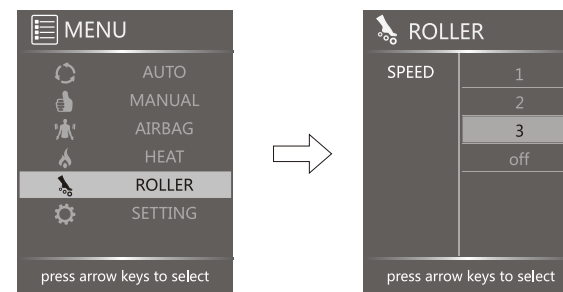 MENU
AUTO
MANUAL
AIRBAG
HEAT
ROLLER
SETTING
press arrow keys to select
ROLLER
SPEED
1
2
3
off
press arrow keys to select